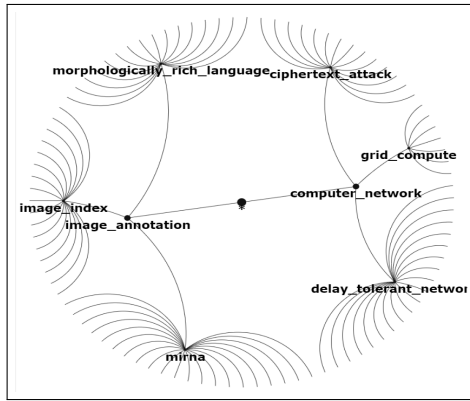 morphologically_rich_language
ciphertext_attack
grid_compute
computer_network
image_index
image_annotation
*
delay_tolerant_networ
mirna